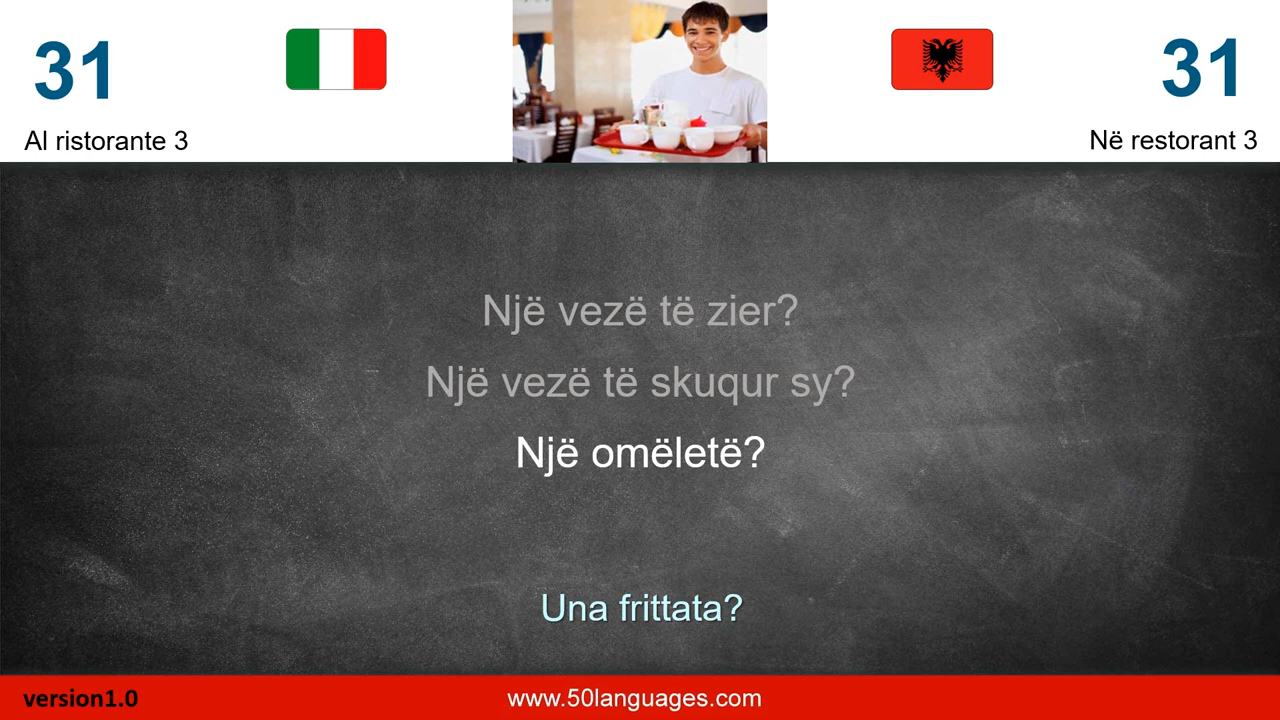 31
31
Al ristorante 3
Në restorant 3
Një vezë të zier?
Një vezë të skuqur sy?
Një omëletë?
Una frittata?
version1.0
www.50languages.com